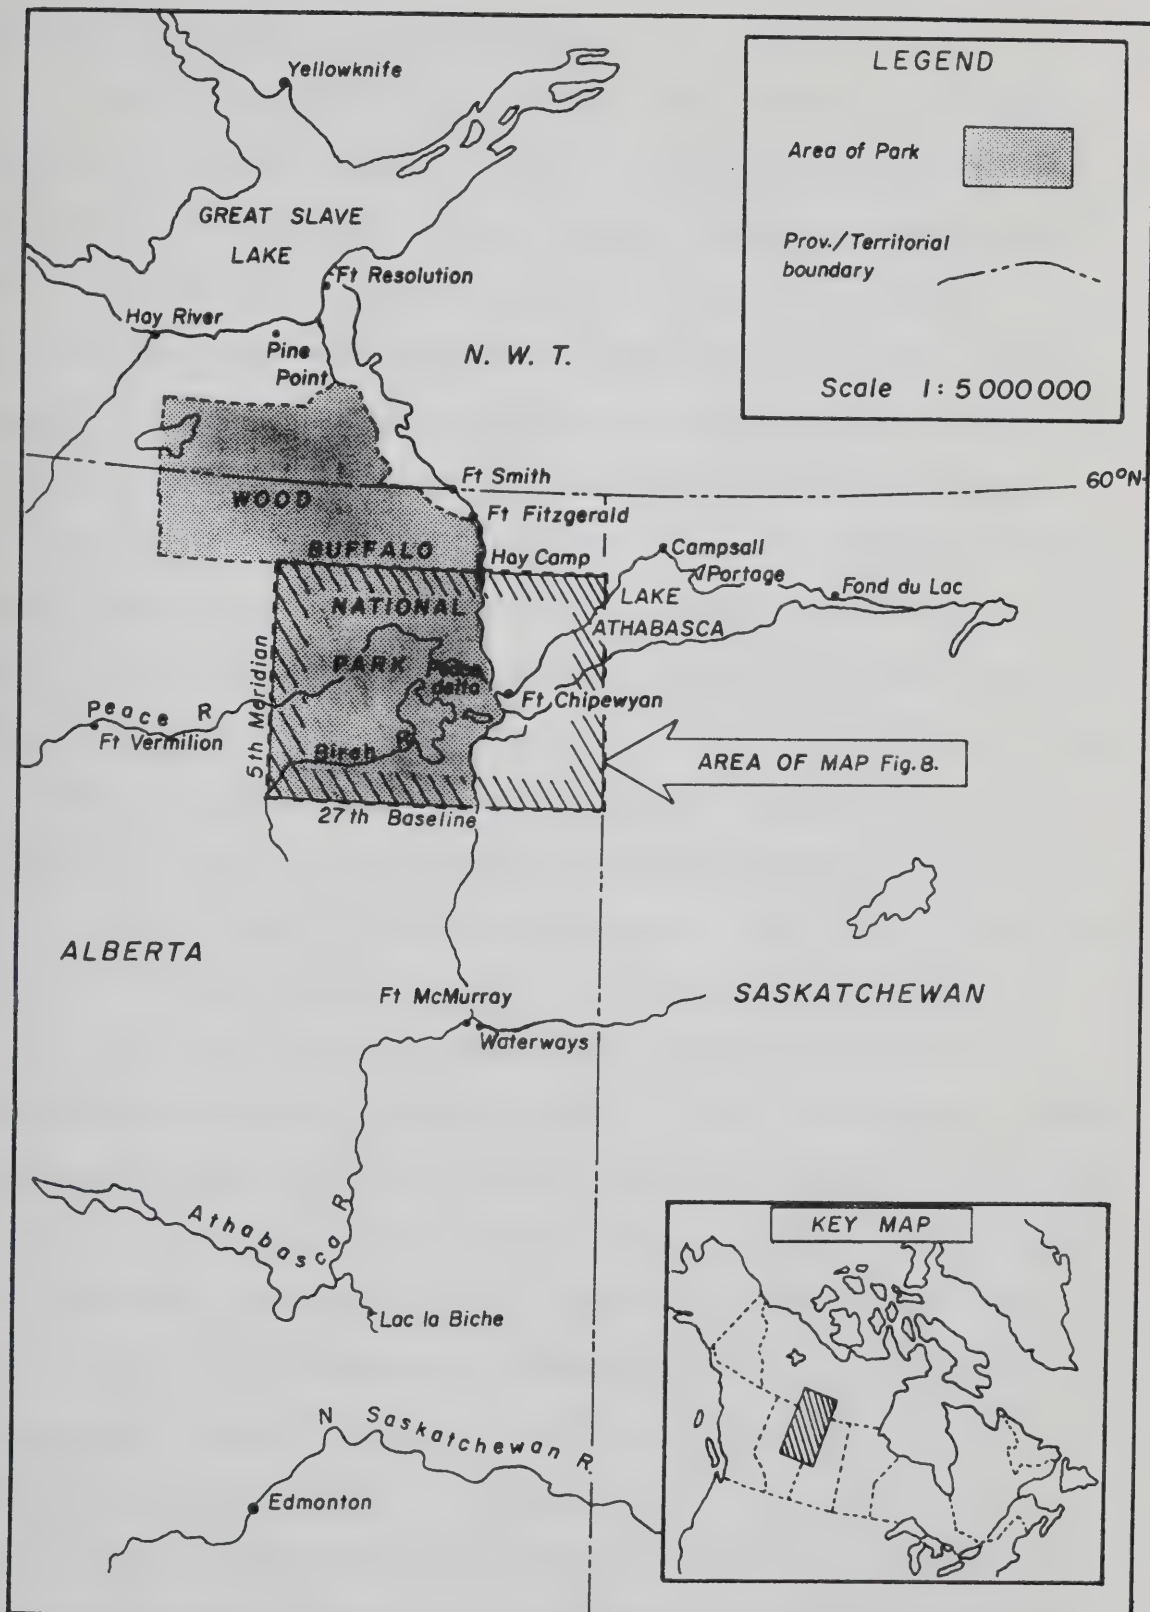 LEGEND
Area of Park
Prov./Territorial
boundary
Scale 1: 5 000 000
Yellowknife
GREAT SLAVE
LAKE
Ft Resolution
Hay River
Pine
Point
N. W. T.
Ft Smith
60°N
WOOD
Ft Fitzgerald
BUFFALO
Hay Camp
Campsall
Portage
NATIONAL
LAKE
Fond du Lac
ATHABASCA
PARK
delta
Ft Chipewyan
5th Meridian
Peace R
Ft Vermilion
Birch R
AREA OF MAP Fig. 8.
27th Baseline
ALBERTA
Ft McMurray
SASKATCHEWAN
Waterways
Athabasca R
Lac la Biche
N Saskatchewan R
Edmonton
KEY MAP